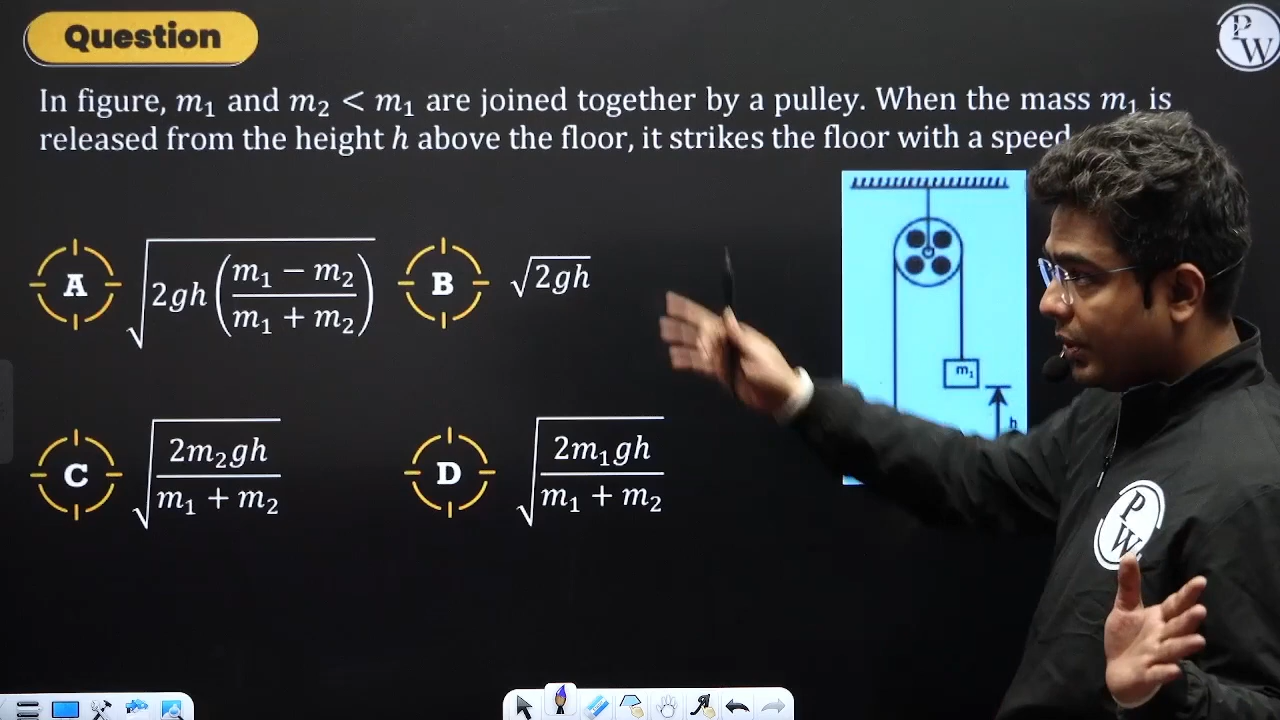 Question
P
W
In figure, m₁ and m₂ < m₁ are joined together by a pulley. When the mass m₁ is
released from the height h above the floor, it strikes the floor with a speed
A √(2gh((m₁ − m₂)/(m₁ + m₂)))
B √(2gh)
m₁
h
C √((2m₂gh)/(m₁ + m₂))
D √((2m₁gh)/(m₁ + m₂))
P
W